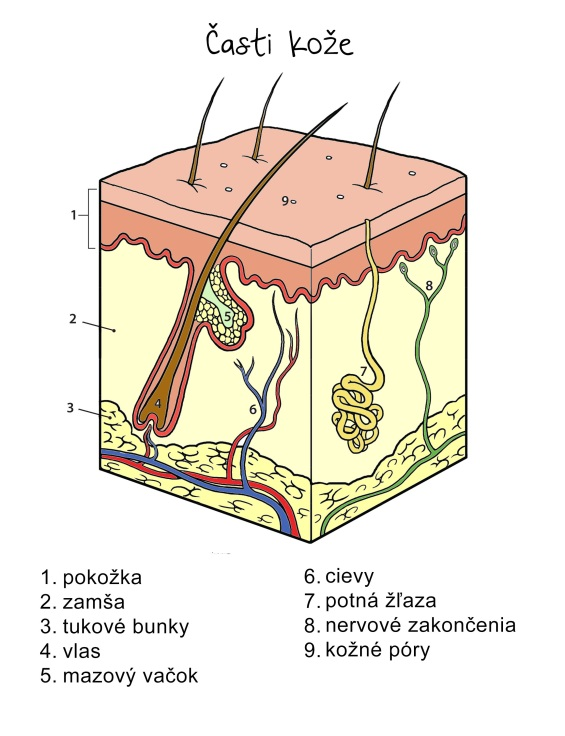 Časti kože
9
1
5
2
8
7
4
3
6
1. pokožka
2. zamša
3. tukové bunky
4. vlas
5. mazový vačok
6. cievy
7. potná žľaza
8. nervové zakončenia
9. kožné póry